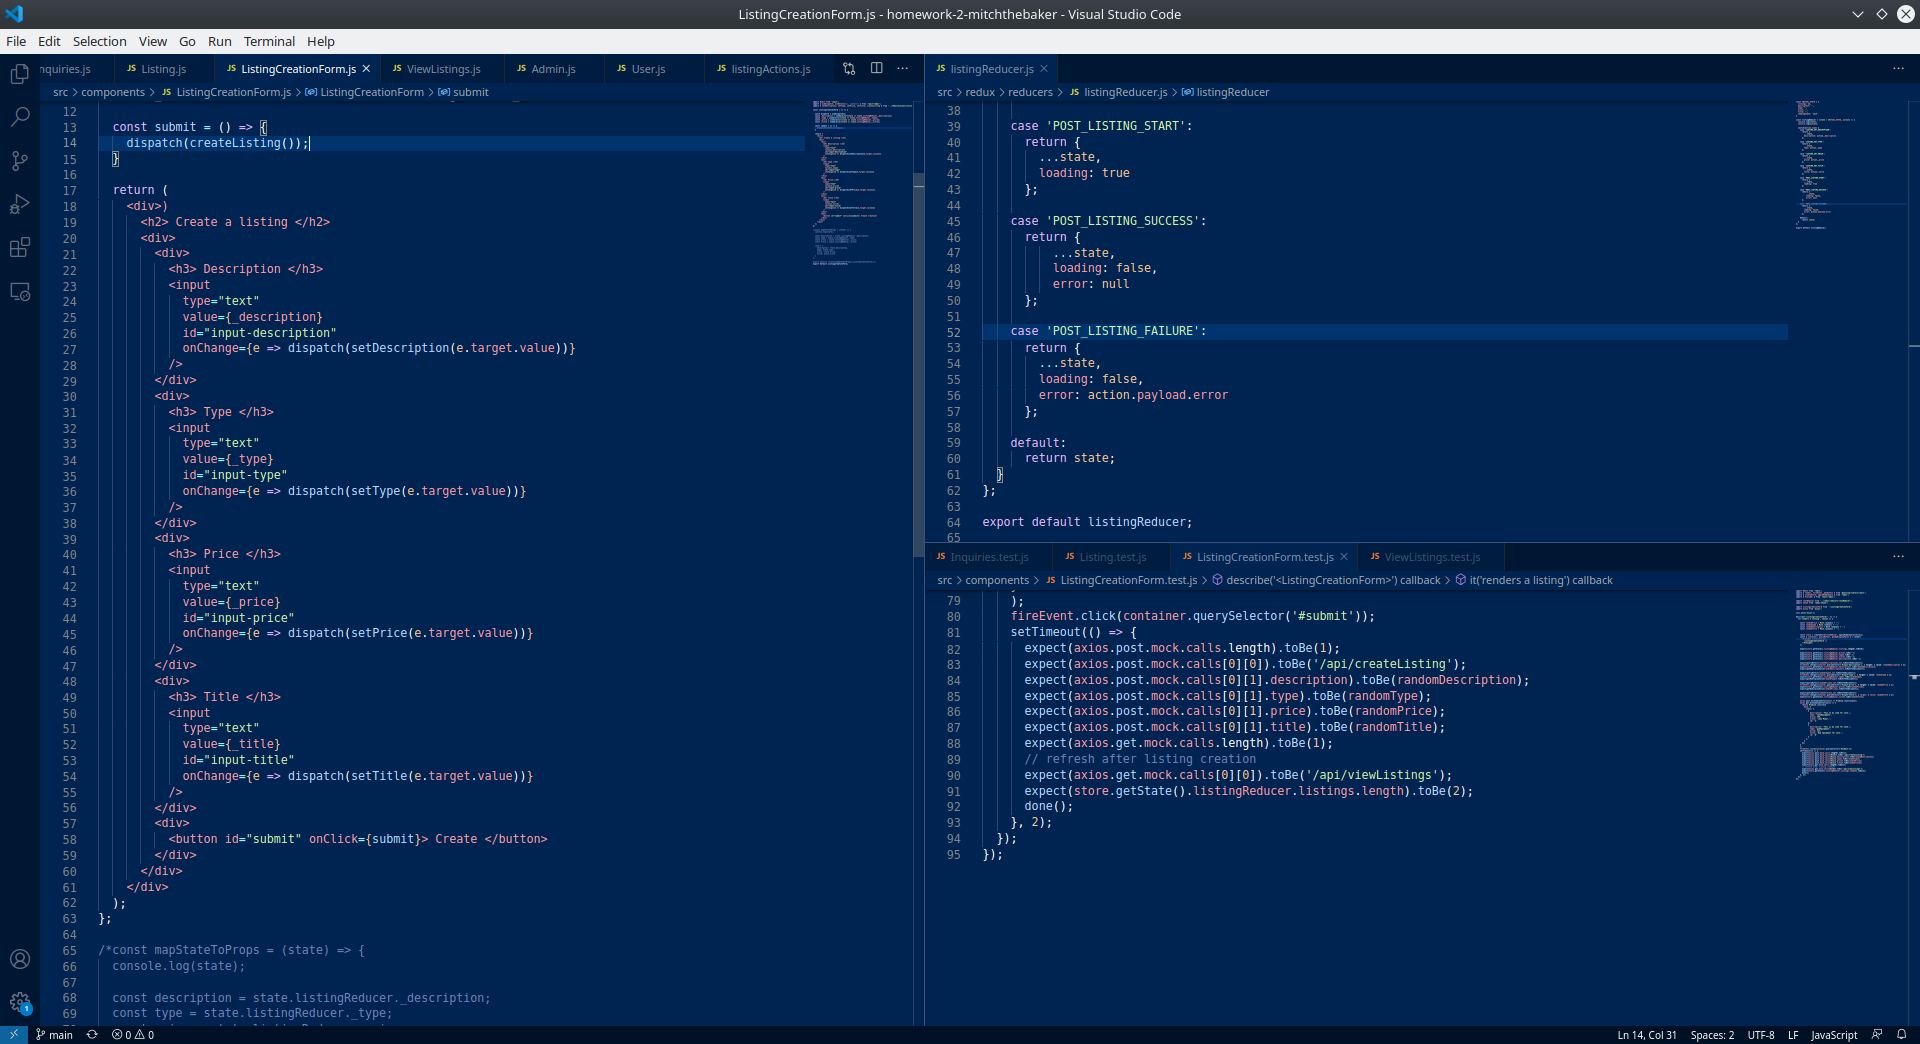 ListingCreationForm.js - homework-2-mitchthebaker - Visual Studio Code
File Edit Selection View Go Run Terminal Help
nquiries.js JS Listing.js JS ListingCreationForm.js JS ViewListings.js JS Admin.js JS User.js JS listingActions.js
src > components > JS ListingCreationForm.js > ListingCreationForm > submit
12
13 const submit = () => {
14 dispatch(createListing());
15 }
16
17 return (
18 <div>)
19 <h2> Create a listing </h2>
20 <div>
21 <div>
22 <h3> Description </h3>
23 <input
24 type="text"
25 value={_description}
26 id="input-description"
27 onChange={e => dispatch(setDescription(e.target.value))}
28 />
29 </div>
30 <div>
31 <h3> Type </h3>
32 <input
33 type="text"
34 value={_type}
35 id="input-type"
36 onChange={e => dispatch(setType(e.target.value))}
37 />
38 </div>
39 <div>
40 <h3> Price </h3>
41 <input
42 type="text"
43 value={_price}
44 id="input-price"
45 onChange={e => dispatch(setPrice(e.target.value))}
46 />
47 </div>
48 <div>
49 <h3> Title </h3>
50 <input
51 type="text"
52 value={_title}
53 id="input-title"
54 onChange={e => dispatch(setTitle(e.target.value))}
55 />
56 </div>
57 <div>
58 <button id="submit" onClick={submit}> Create </button>
59 </div>
60 </div>
61 </div>
62 );
63 };
64
65 /*const mapStateToProps = (state) => {
66 console.log(state);
67
68 const description = state.listingReducer._description;
69 const type = state.listingReducer._type;
JS listingReducer.js
src > redux > reducers > JS listingReducer.js > listingReducer
38
39 case 'POST_LISTING_START':
40 return {
41 ...state,
42 loading: true
43 };
44
45 case 'POST_LISTING_SUCCESS':
46 return {
47 ...state,
48 loading: false,
49 error: null
50 };
51
52 case 'POST_LISTING_FAILURE':
53 return {
54 ...state,
55 loading: false,
56 error: action.payload.error
57 };
58
59 default:
60 return state;
61 }
62 };
63
64 export default listingReducer;
65
JS Inquiries.test.js JS Listing.test.js JS ListingCreationForm.test.js JS ViewListings.test.js
src > components > JS ListingCreationForm.test.js > describe('<ListingCreationForm>') callback > it('renders a listing') callback
79 );
80 fireEvent.click(container.querySelector('#submit'));
81 setTimeout(() => {
82 expect(axios.post.mock.calls.length).toBe(1);
83 expect(axios.post.mock.calls[0][0]).toBe('/api/createListing');
84 expect(axios.post.mock.calls[0][1].description).toBe(randomDescription);
85 expect(axios.post.mock.calls[0][1].type).toBe(randomType);
86 expect(axios.post.mock.calls[0][1].price).toBe(randomPrice);
87 expect(axios.post.mock.calls[0][1].title).toBe(randomTitle);
88 expect(axios.get.mock.calls.length).toBe(1);
89 // refresh after listing creation
90 expect(axios.get.mock.calls[0][0]).toBe('/api/viewListings');
91 expect(store.getState().listingReducer.listings.length).toBe(2);
92 done();
93 }, 2);
94 });
95 });
1
main 0 0 Ln 14, Col 31 Spaces: 2 UTF-8 LF JavaScript